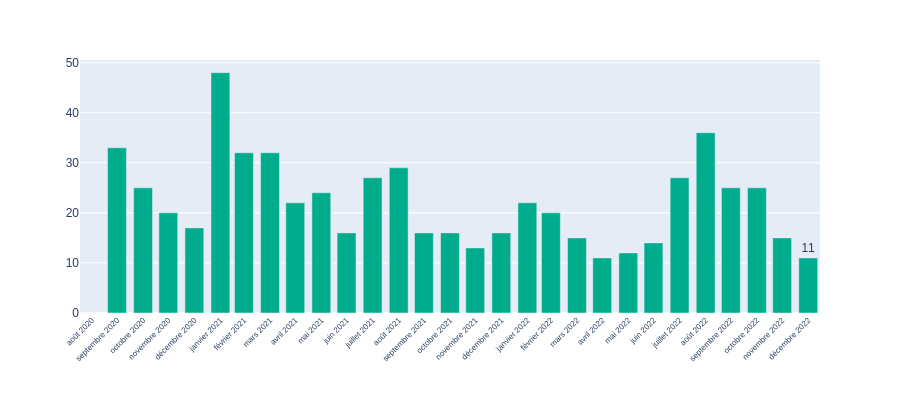 50
40
30
20
10
0
11
août 2020
septembre 2020
octobre 2020
novembre 2020
décembre 2020
janvier 2021
février 2021
mars 2021
avril 2021
mai 2021
juin 2021
juillet 2021
août 2021
septembre 2021
octobre 2021
novembre 2021
décembre 2021
janvier 2022
février 2022
mars 2022
avril 2022
mai 2022
juin 2022
juillet 2022
août 2022
septembre 2022
octobre 2022
novembre 2022
décembre 2022